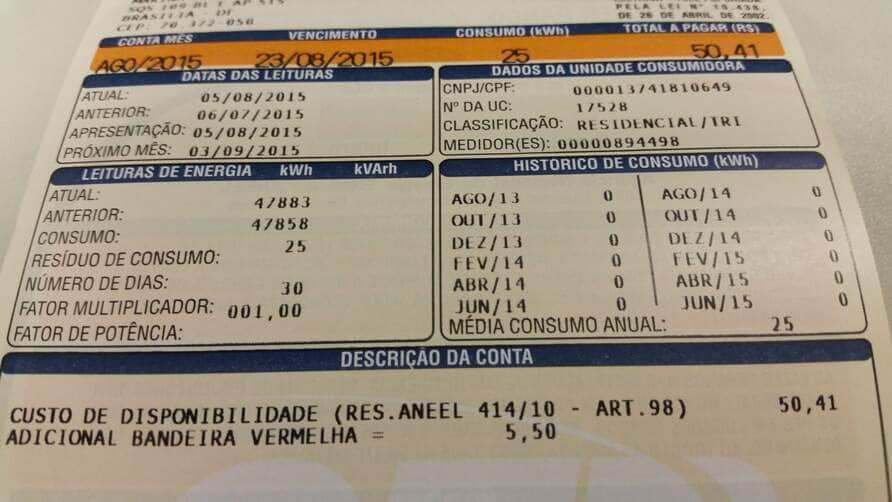 SQS 109 BL I AP 515
BRASILIA - DF
CEP: 70 372-050
PELA LEI Nº 10.438,
DE 26 DE ABRIL DE 2002.
CONTA MÊS VENCIMENTO CONSUMO (kWh) TOTAL A PAGAR (R$)
AGO/2015 23/08/2015 25 50,41
DATAS DAS LEITURAS
ATUAL: 05/08/2015
ANTERIOR: 06/07/2015
APRESENTAÇÃO: 05/08/2015
PRÓXIMO MÊS: 03/09/2015
DADOS DA UNIDADE CONSUMIDORA
CNPJ/CPF: 000013741810649
Nº DA UC: 17528
CLASSIFICAÇÃO: RESIDENCIAL/TRI
MEDIDOR(ES): 00000894498
LEITURAS DE ENERGIA kWh kVArh
ATUAL: 47883
ANTERIOR: 47858
CONSUMO: 25
RESÍDUO DE CONSUMO:
NÚMERO DE DIAS: 30
FATOR MULTIPLICADOR: 001,00
FATOR DE POTÊNCIA:
HISTORICO DE CONSUMO (kWh)
AGO/13 0 AGO/14 0
OUT/13 0 OUT/14 0
DEZ/13 0 DEZ/14 0
FEV/14 0 FEV/15 0
ABR/14 0 ABR/15 0
JUN/14 0 JUN/15 0
MÉDIA CONSUMO ANUAL: 25
DESCRIÇÃO DA CONTA
CUSTO DE DISPONIBILIDADE (RES.ANEEL 414/10 - ART.98) 50,41
ADICIONAL BANDEIRA VERMELHA = 5,50